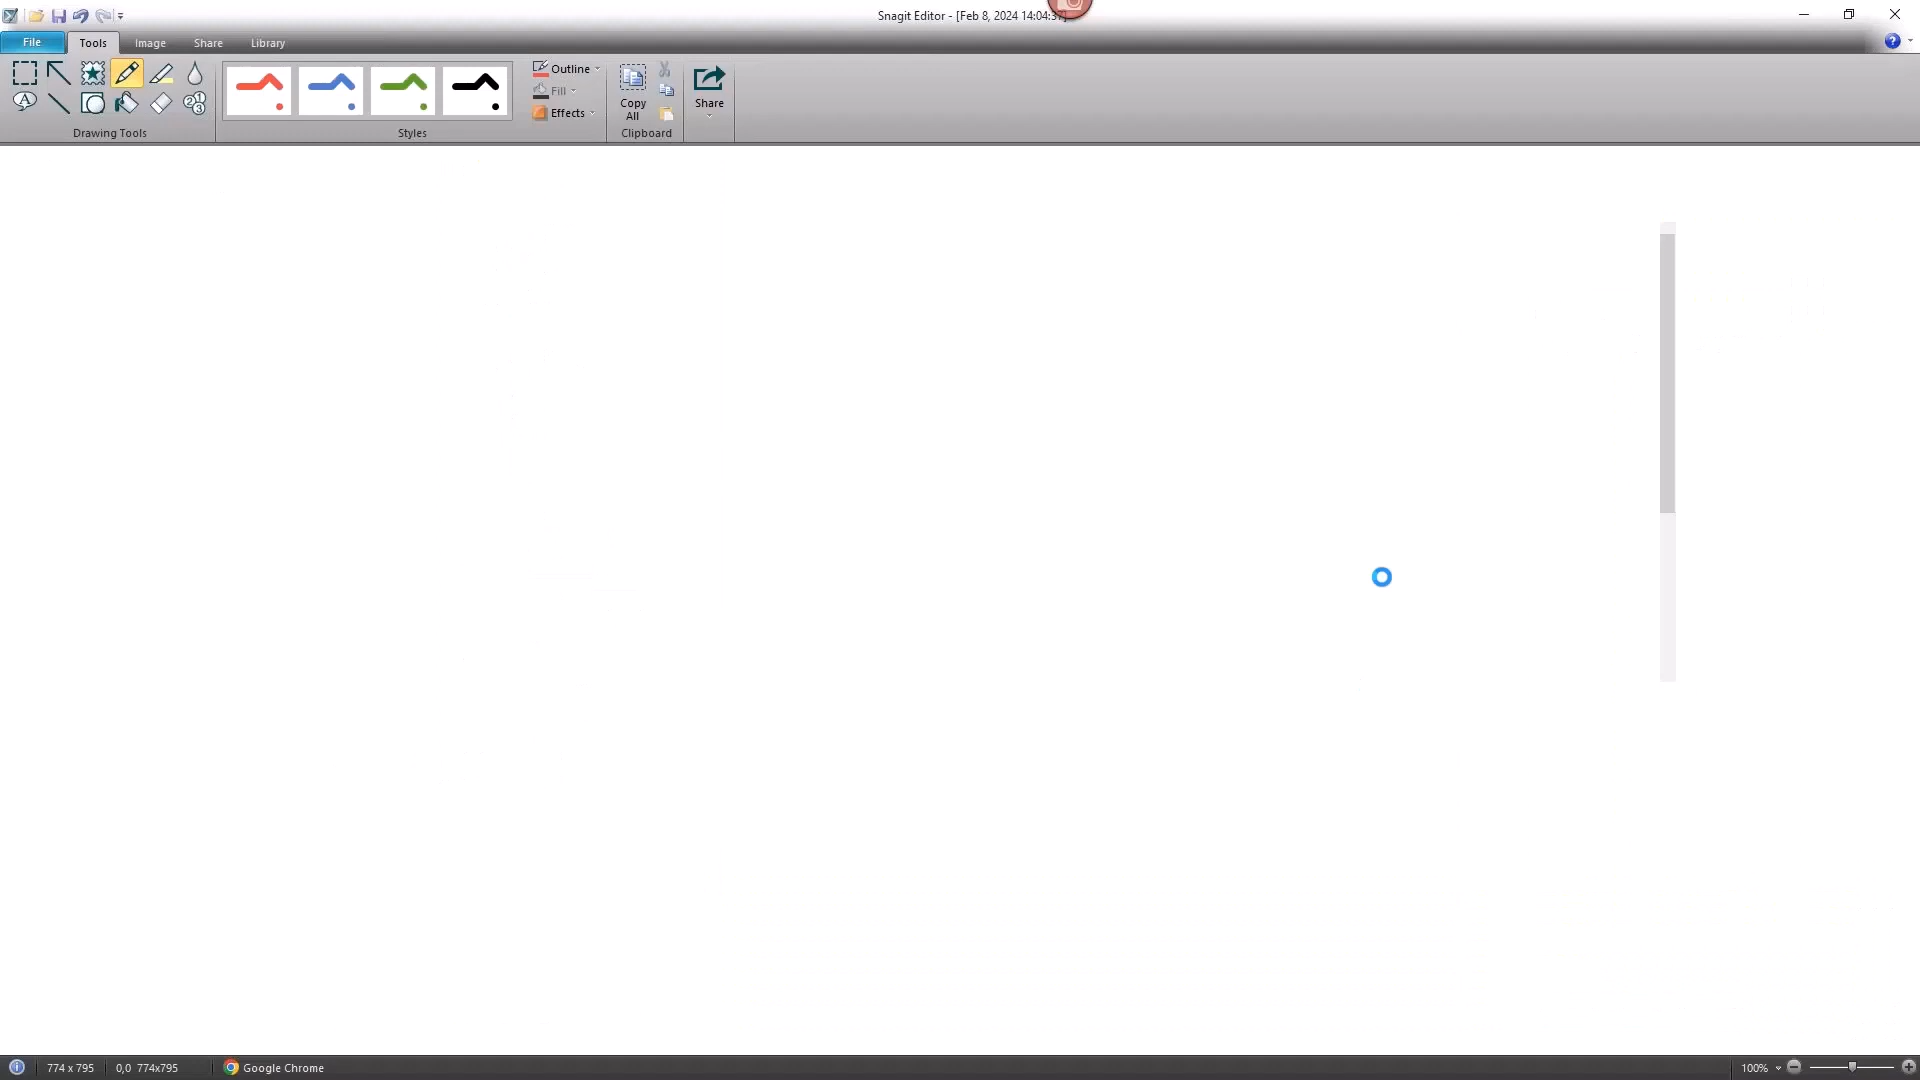 Snagit Editor - [Feb 8, 2024 14:04:37]
File Tools Image Share Library
Outline
Fill
Effects
Copy All
Share
Drawing Tools Styles Clipboard
774 x 795 0,0 774x795 Google Chrome 100%